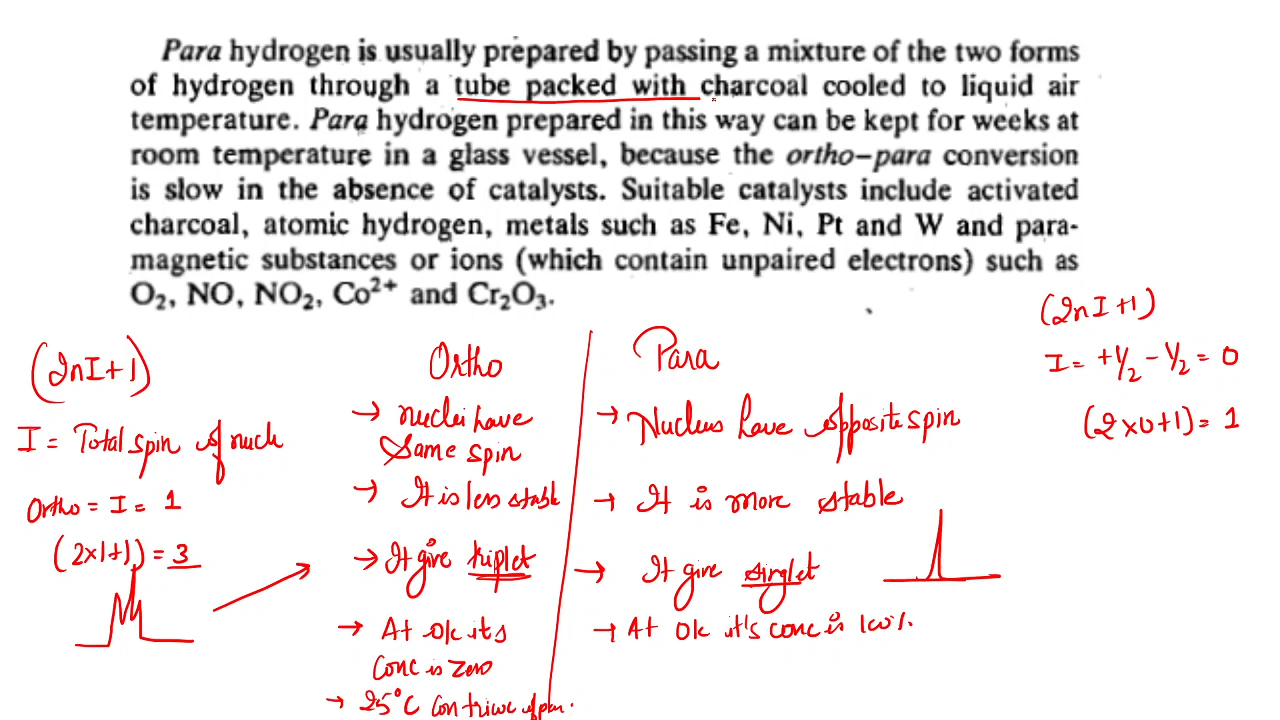 Para hydrogen is usually prepared by passing a mixture of the two forms
of hydrogen through a tube packed with charcoal cooled to liquid air
temperature. Para hydrogen prepared in this way can be kept for weeks at
room temperature in a glass vessel, because the ortho–para conversion
is slow in the absence of catalysts. Suitable catalysts include activated
charcoal, atomic hydrogen, metals such as Fe, Ni, Pt and W and para-
magnetic substances or ions (which contain unpaired electrons) such as
O₂, NO, NO₂, Co²⁺ and Cr₂O₃.
(2nI+1)
I = Total spin of nucle
Ortho = I = 1
(2x1+1) = 3
Ortho
→ nuclei have
Same spin
→ It is less stable
→ It give triplet
→ At 0k its
Conc is zero
→ 25°C Con
Para
→ Nucleus have opposite spin
→ It is more stable
→ It give singlet
→ At 0k it's conc is 100%.
(2nI+1)
I = +1/2 - 1/2 = 0
(2x0+1) = 1